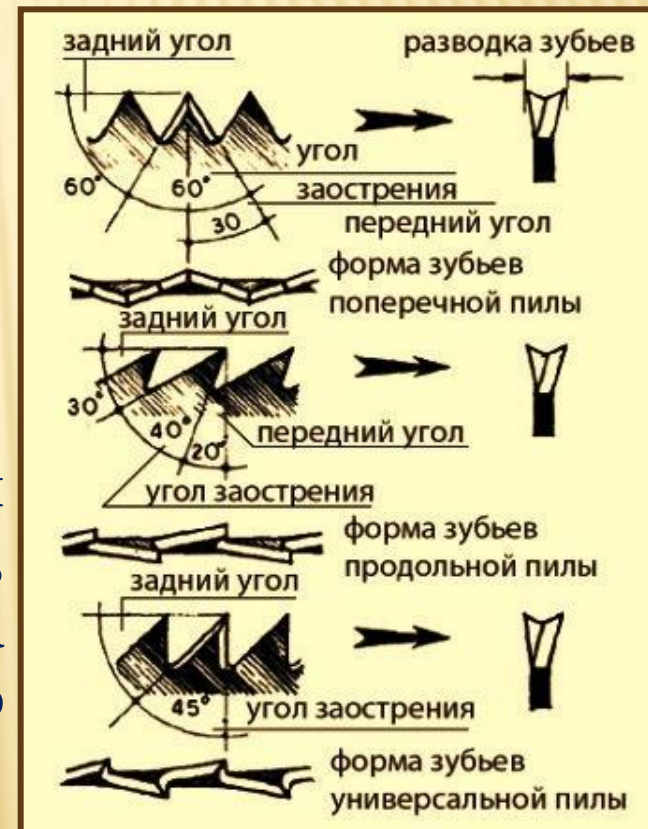 задний угол
разводка зубьев
угол
60°
60°
заострения
30
передний угол
форма зубьев
поперечной пилы
задний угол
30°
40°
передний угол
20°
угол заострения
форма зубьев
продольной пилы
задний угол
45°
угол заострения
форма зубьев
универсальной пилы